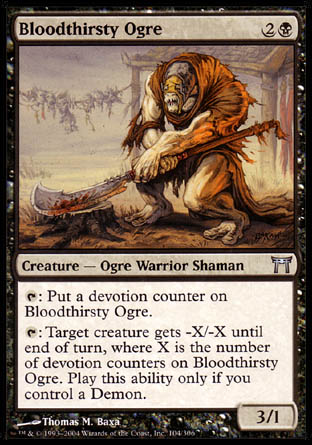 Bloodthirsty Ogre 2
Creature — Ogre Warrior Shaman
: Put a devotion counter on
Bloodthirsty Ogre.
: Target creature gets -X/-X until
end of turn, where X is the number
of devotion counters on Bloodthirsty
Ogre. Play this ability only if you
control a Demon.
Thomas M. Baxa
™ & © 1993–2004 Wizards of the Coast, Inc. 104/306
3/1